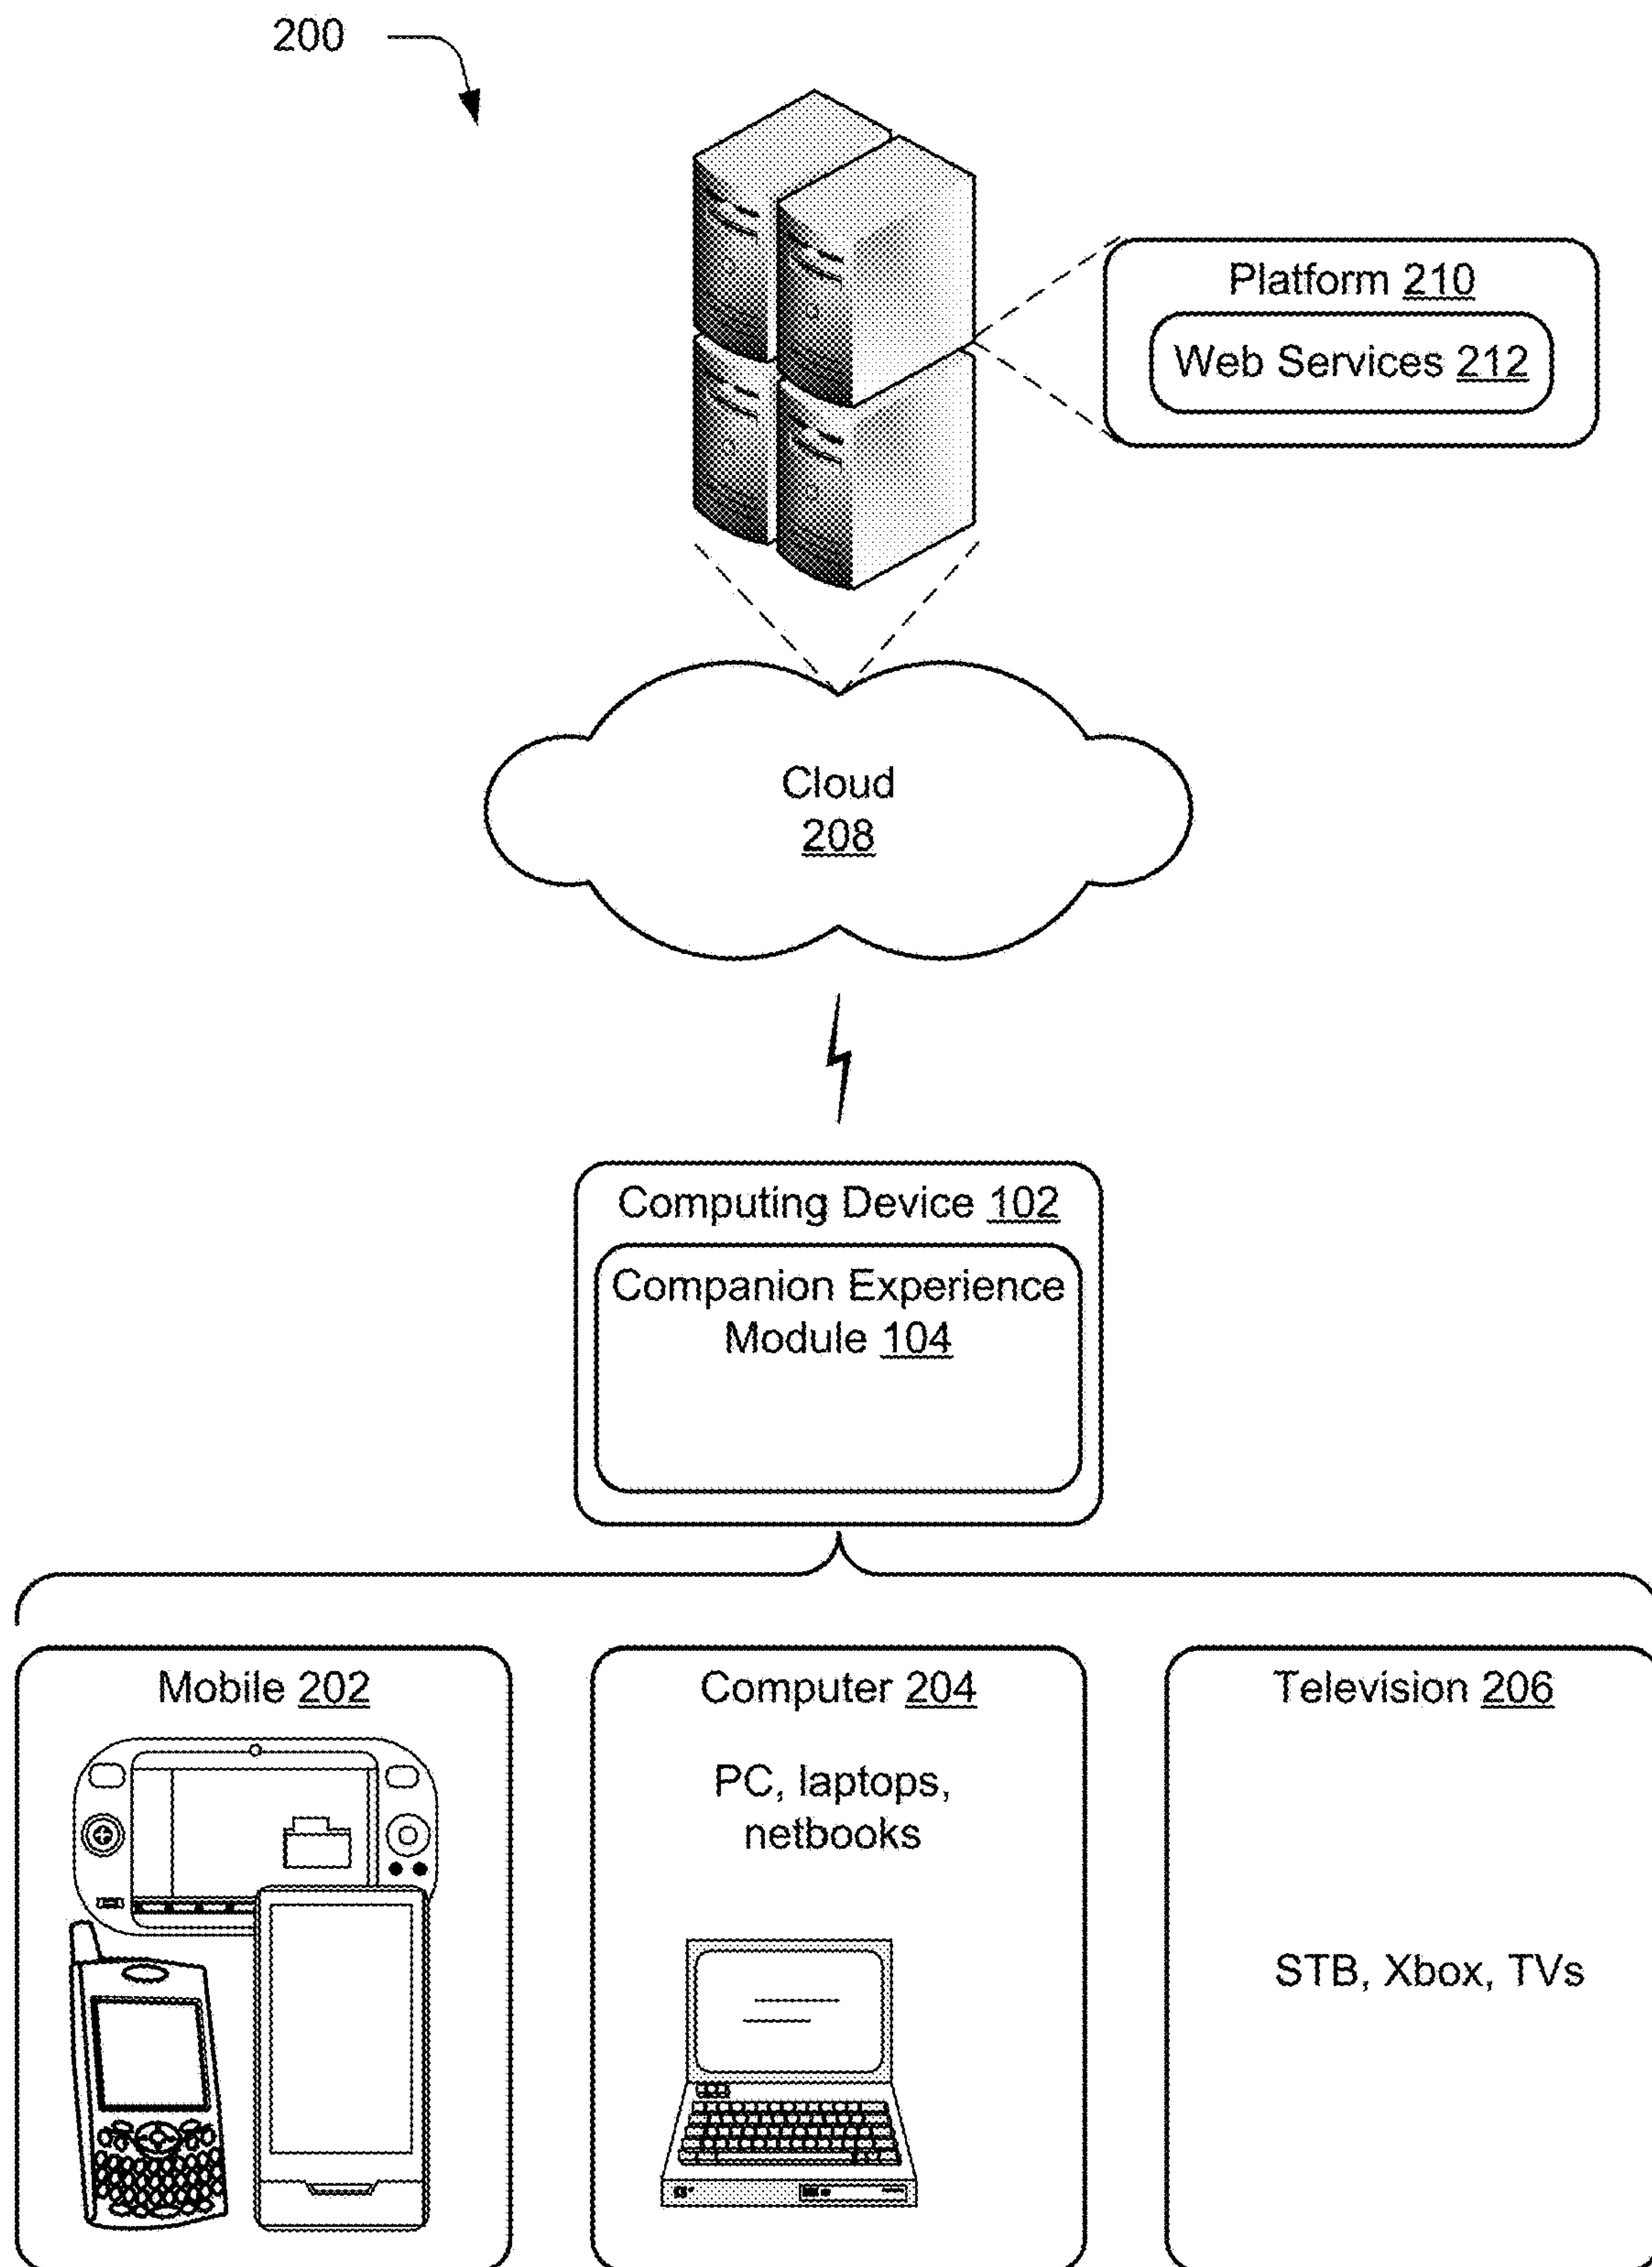 200
Platform 210
Web Services 212
Cloud
208
Computing Device 102
Companion Experience
Module 104
Mobile 202
Computer 204
PC, laptops,
netbooks
Television 206
STB, Xbox, TVs